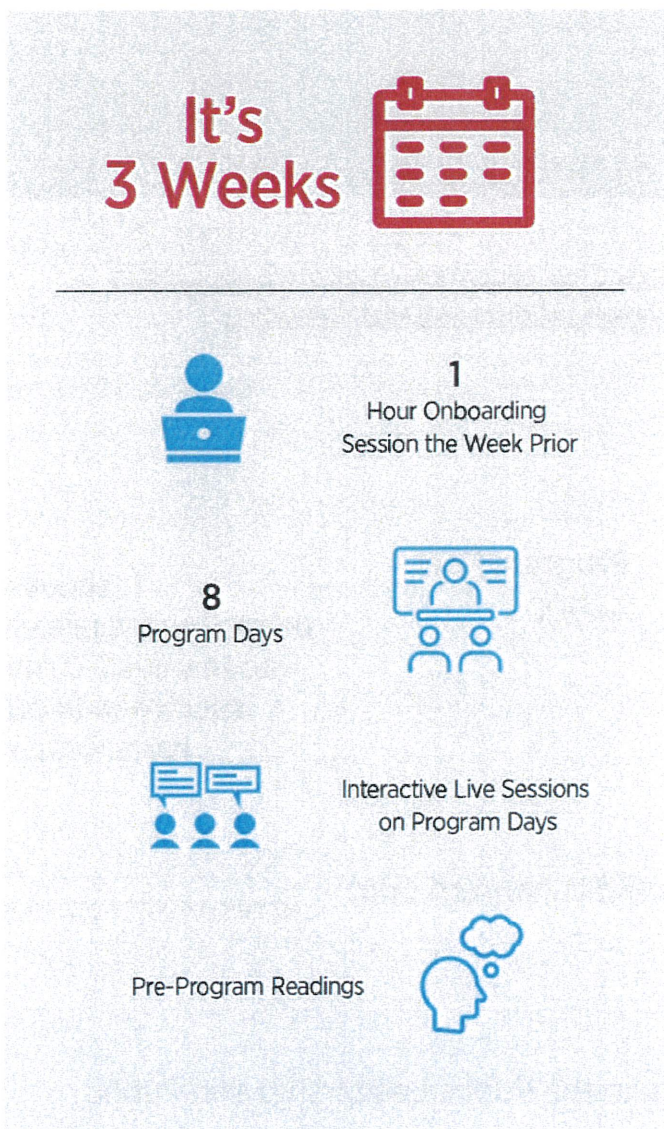 It's
3 Weeks
1
Hour Onboarding
Session the Week Prior
8
Program Days
Interactive Live Sessions
on Program Days
Pre-Program Readings